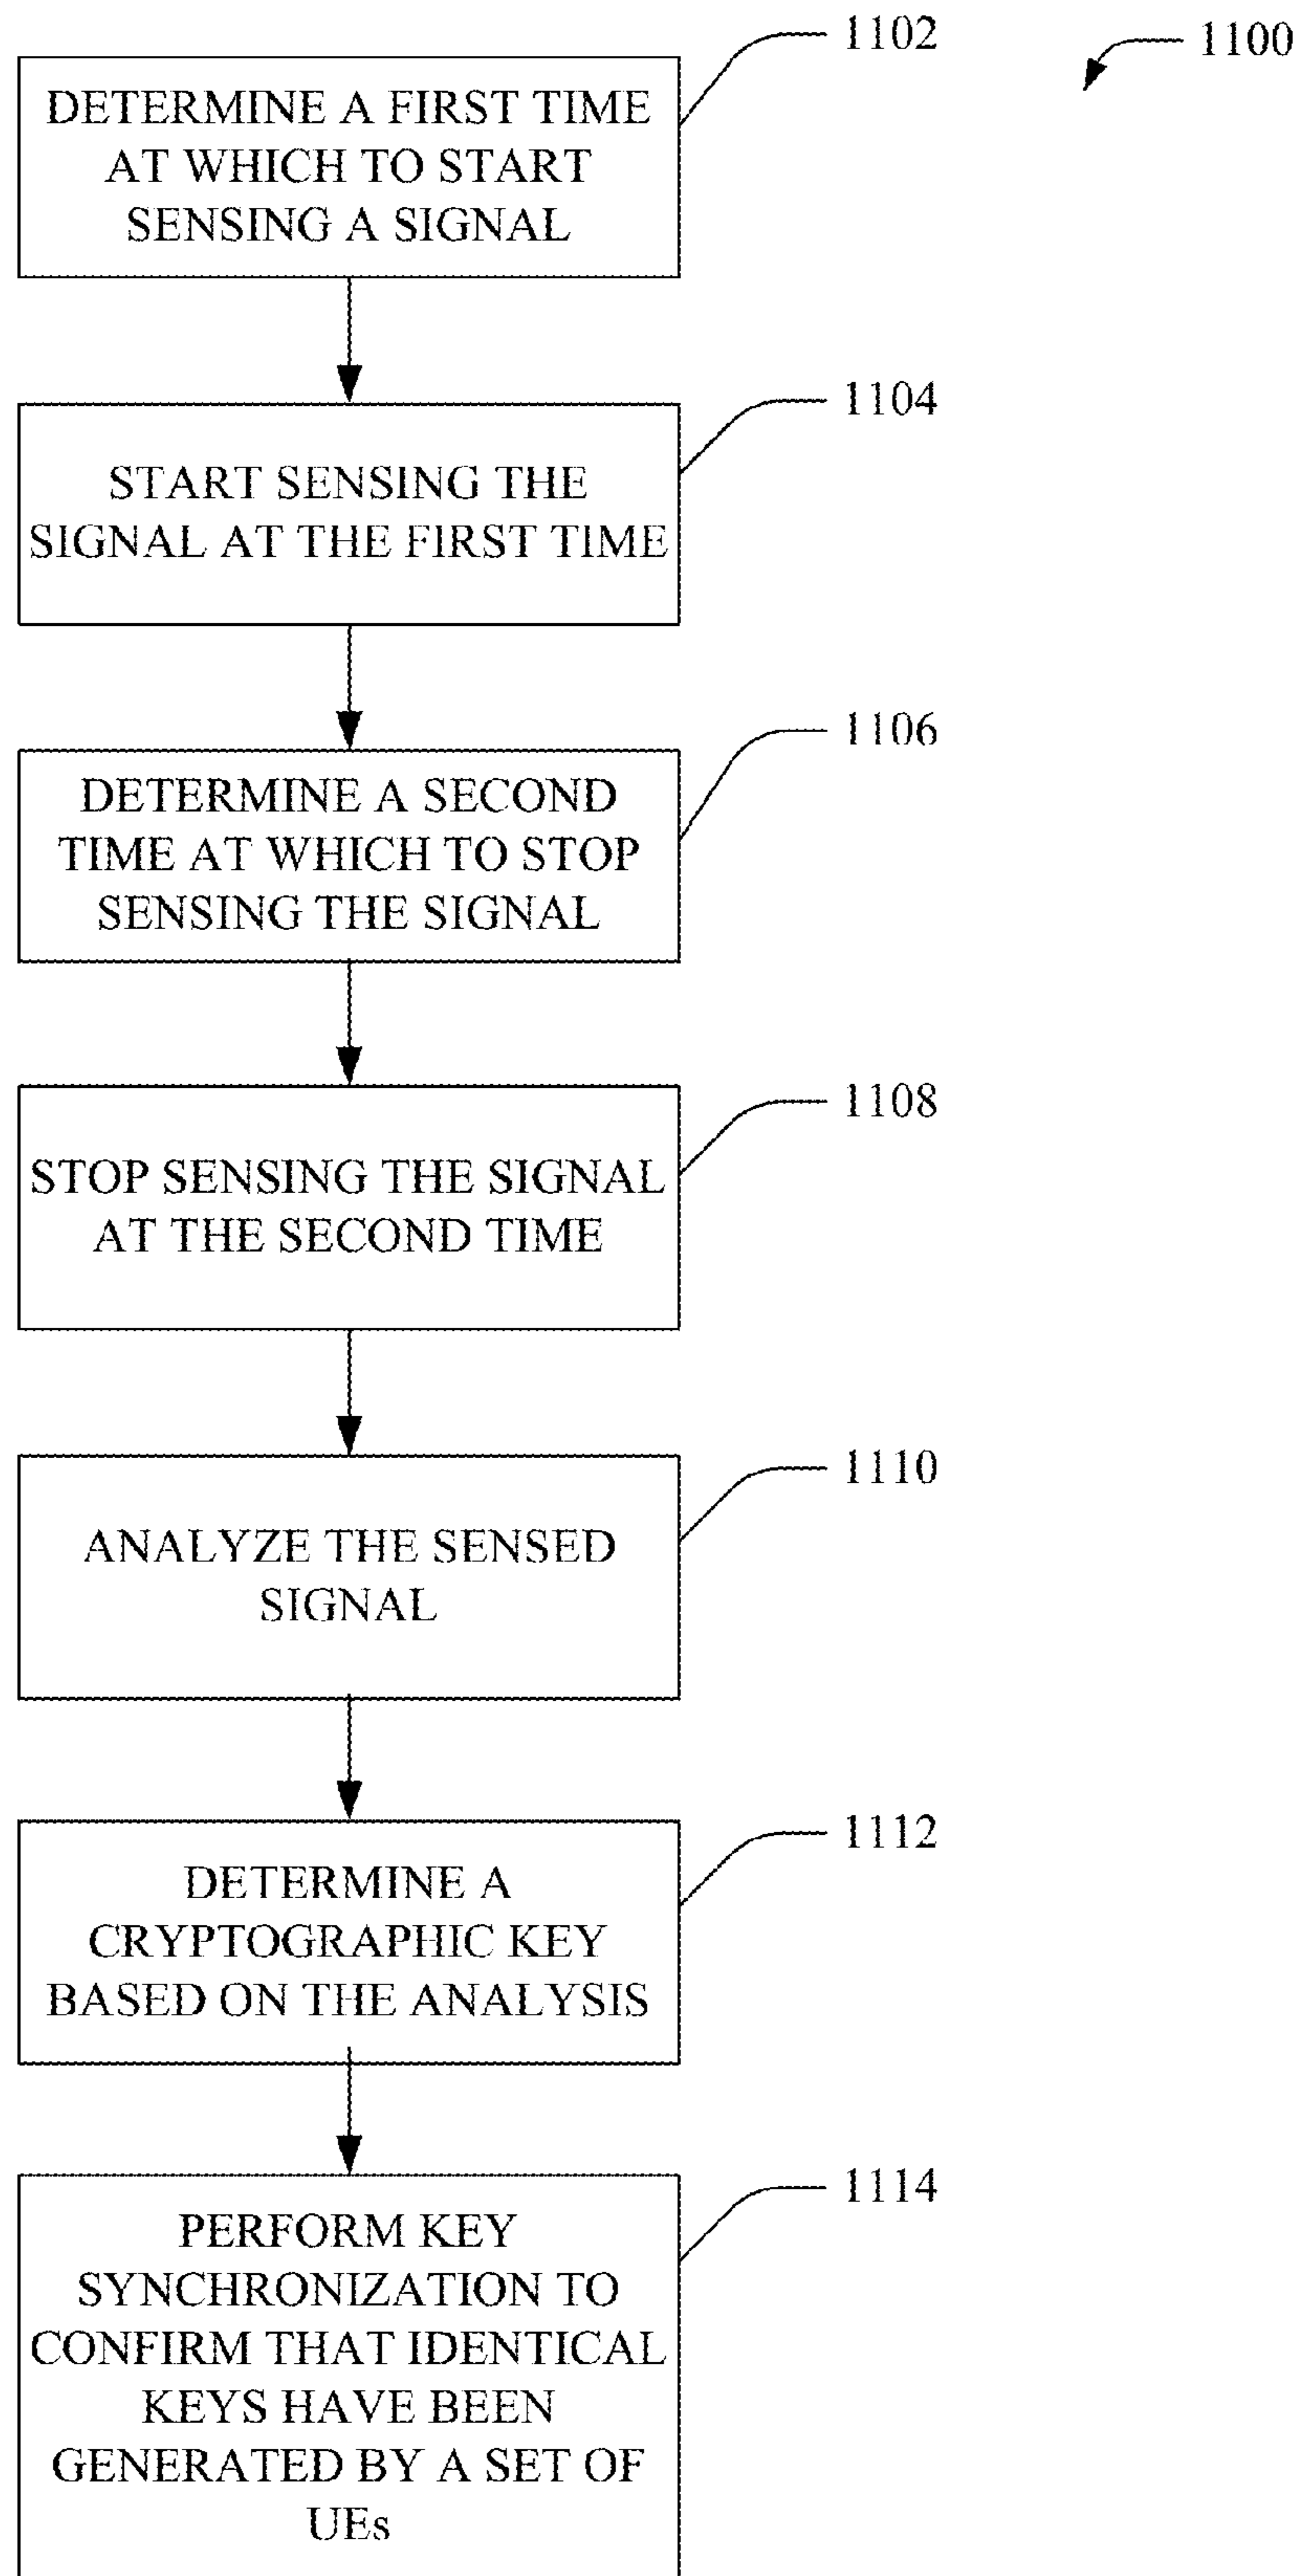 1102
1100
DETERMINE A FIRST TIME
AT WHICH TO START
SENSING A SIGNAL
1104
START SENSING THE
SIGNAL AT THE FIRST TIME
1106
DETERMINE A SECOND
TIME AT WHICH TO STOP
SENSING THE SIGNAL
1108
STOP SENSING THE SIGNAL
AT THE SECOND TIME
1110
ANALYZE THE SENSED
SIGNAL
1112
DETERMINE A
CRYPTOGRAPHIC KEY
BASED ON THE ANALYSIS
1114
PERFORM KEY
SYNCHRONIZATION TO
CONFIRM THAT IDENTICAL
KEYS HAVE BEEN
GENERATED BY A SET OF
UEs